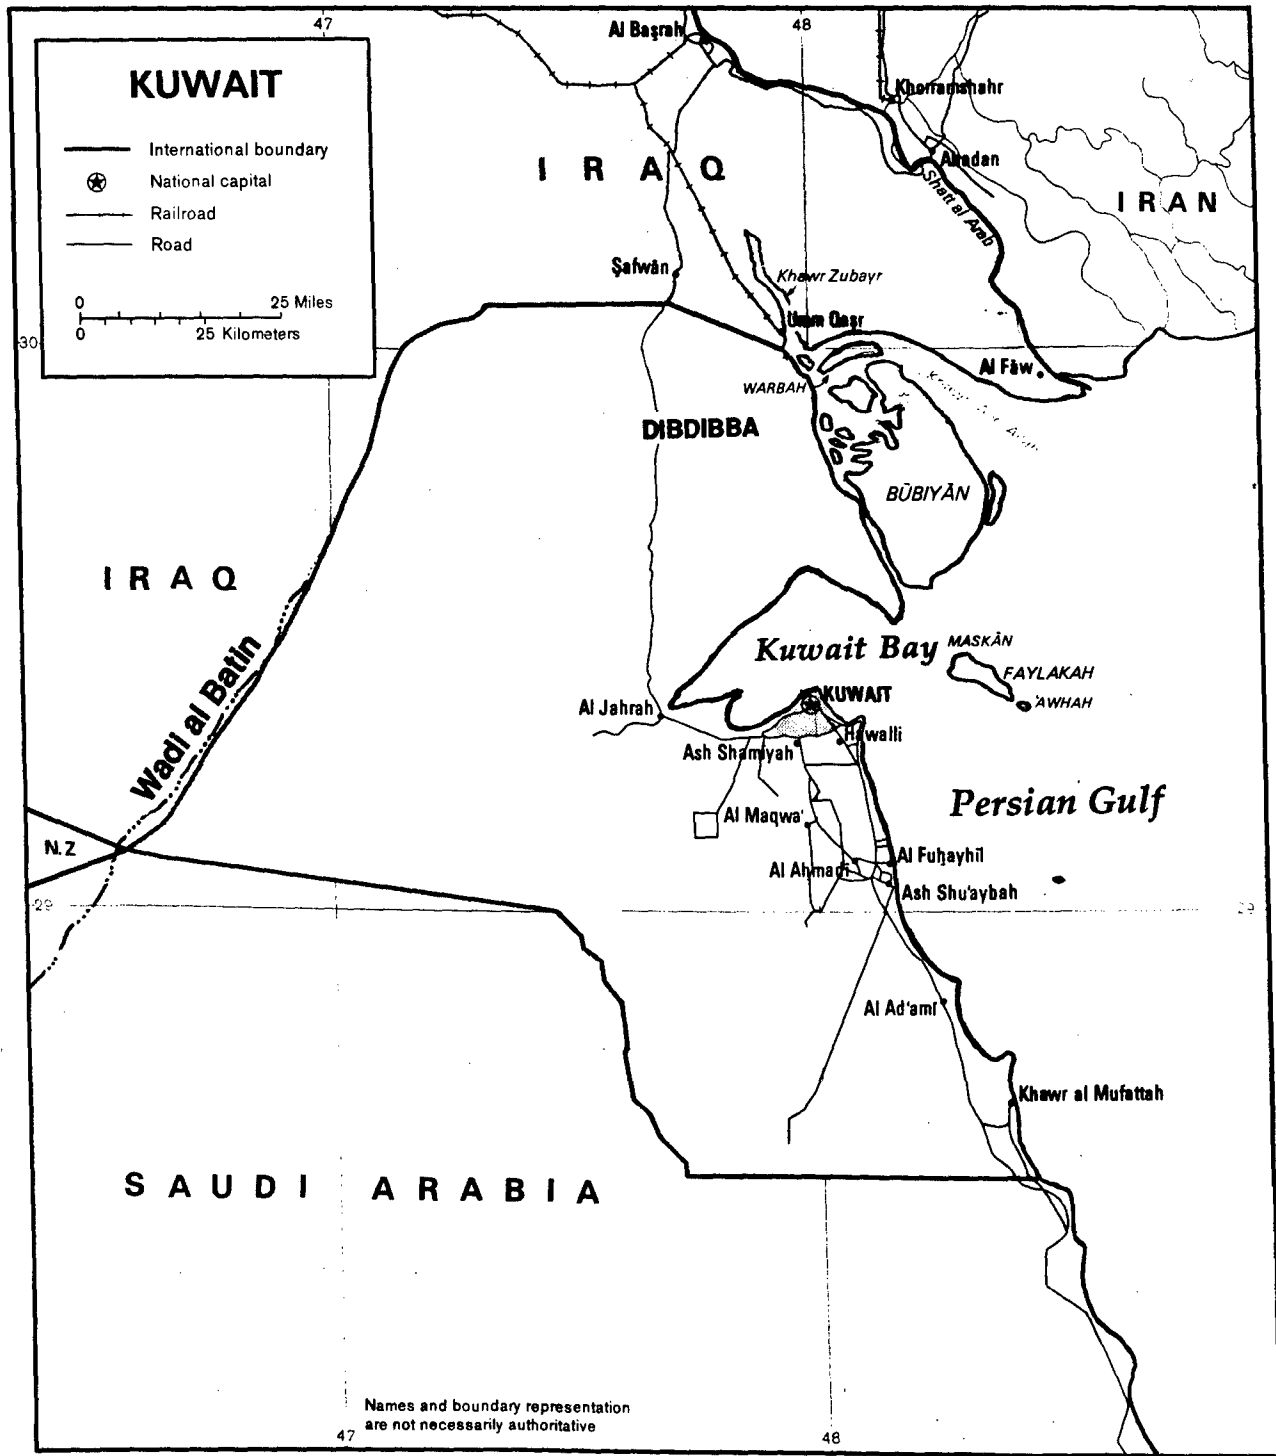 47
48
Al Başrah
KUWAIT
International boundary
National capital
Railroad
Road
0 25 Miles
0 25 Kilometers
Khorramshahr
Abadan
IRAQ
Shatt al Arab
IRAN
Şafwān
Khawr Zubayr
Umm Qaşr
30
Al Fāw
WARBAH
DIBDIBBA
BŪBIYĀN
IRAQ
Wadi al Batin
Kuwait Bay
MASKĀN
FAYLAKAH
'AWHAH
KUWAIT
Al Jahrah
Hawalli
Ash Shamiyah
Persian Gulf
Al Maqwa'
N.Z
Al Fuḥayhil
Al Ahmadi
Ash Shu'aybah
29
29
Al Ad'ami
Khawr al Mufattah
SAUDI ARABIA
Names and boundary representation
are not necessarily authoritative
47
48